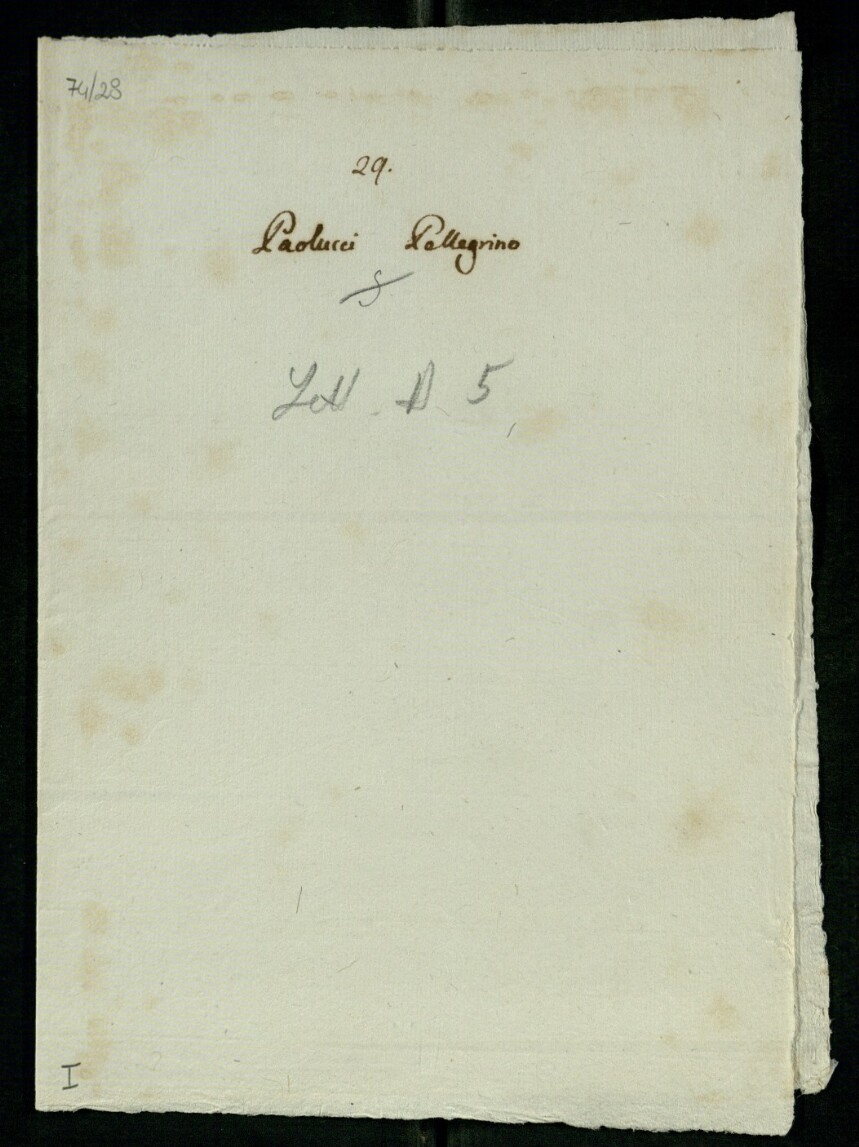 74/28
29.
Paolucci Pellegrino
Lett. A 5
I